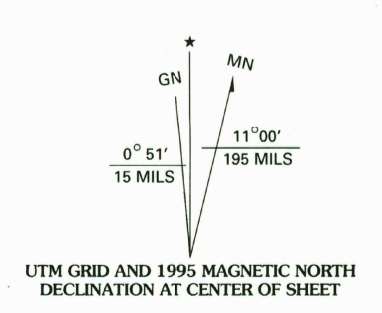 ★
GN
MN
0° 51'
15 MILS
11°00'
195 MILS
UTM GRID AND 1995 MAGNETIC NORTH
DECLINATION AT CENTER OF SHEET